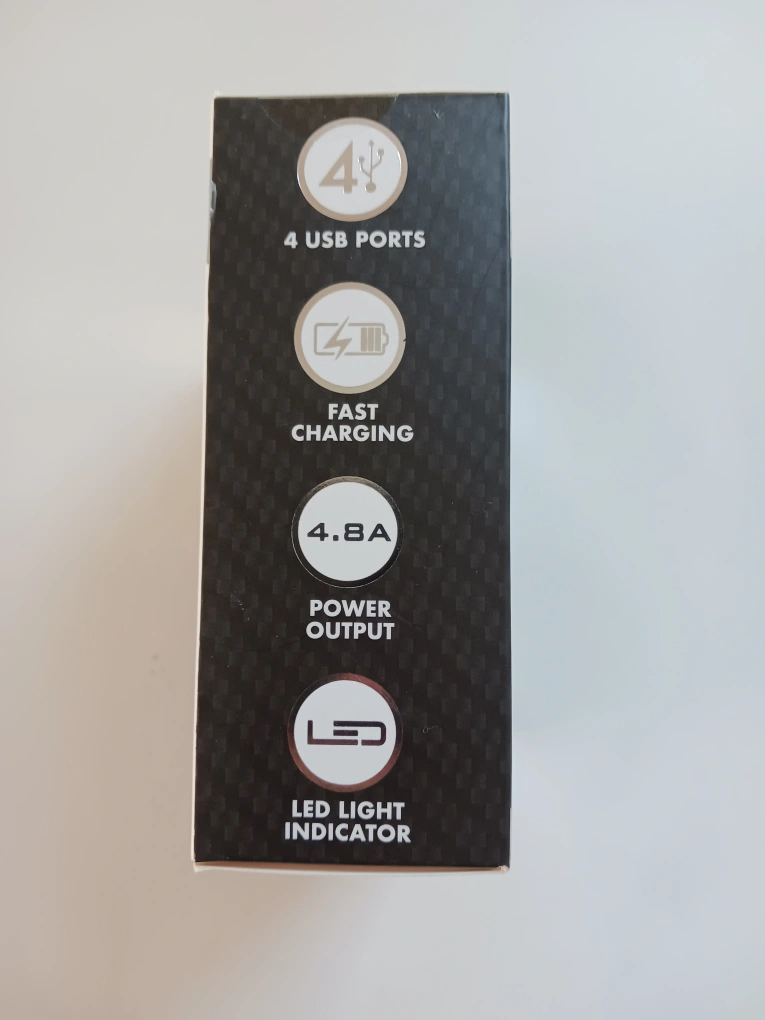 4
4 USB PORTS
FAST
CHARGING
4.8A
POWER
OUTPUT
LED
LED LIGHT
INDICATOR